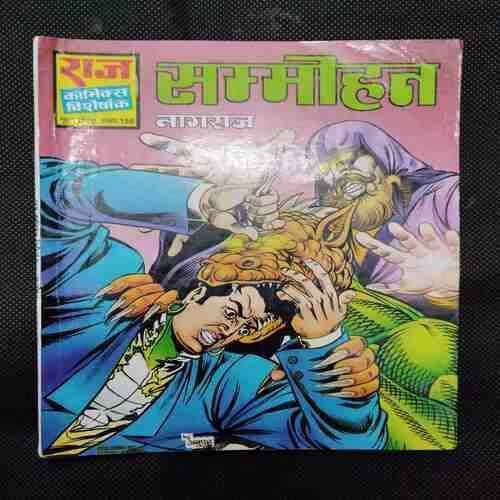 राज
कॉमिक्स
विशेषांक
सम्मोहन
नागराज